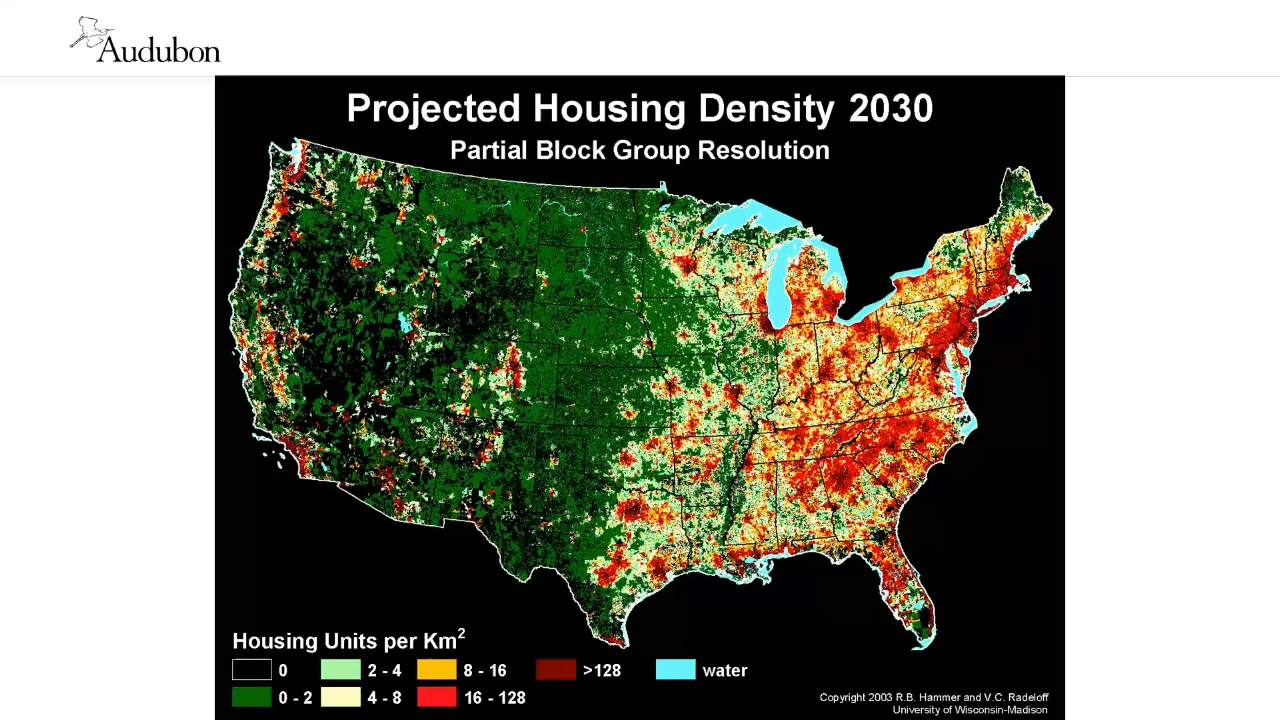 Audubon
Projected Housing Density 2030
Partial Block Group Resolution
Housing Units per Km²
0
2 - 4
8 - 16
>128
water
0 - 2
4 - 8
16 - 128
Copyright 2003 R.B. Hammer and V.C. Radeloff
University of Wisconsin-Madison